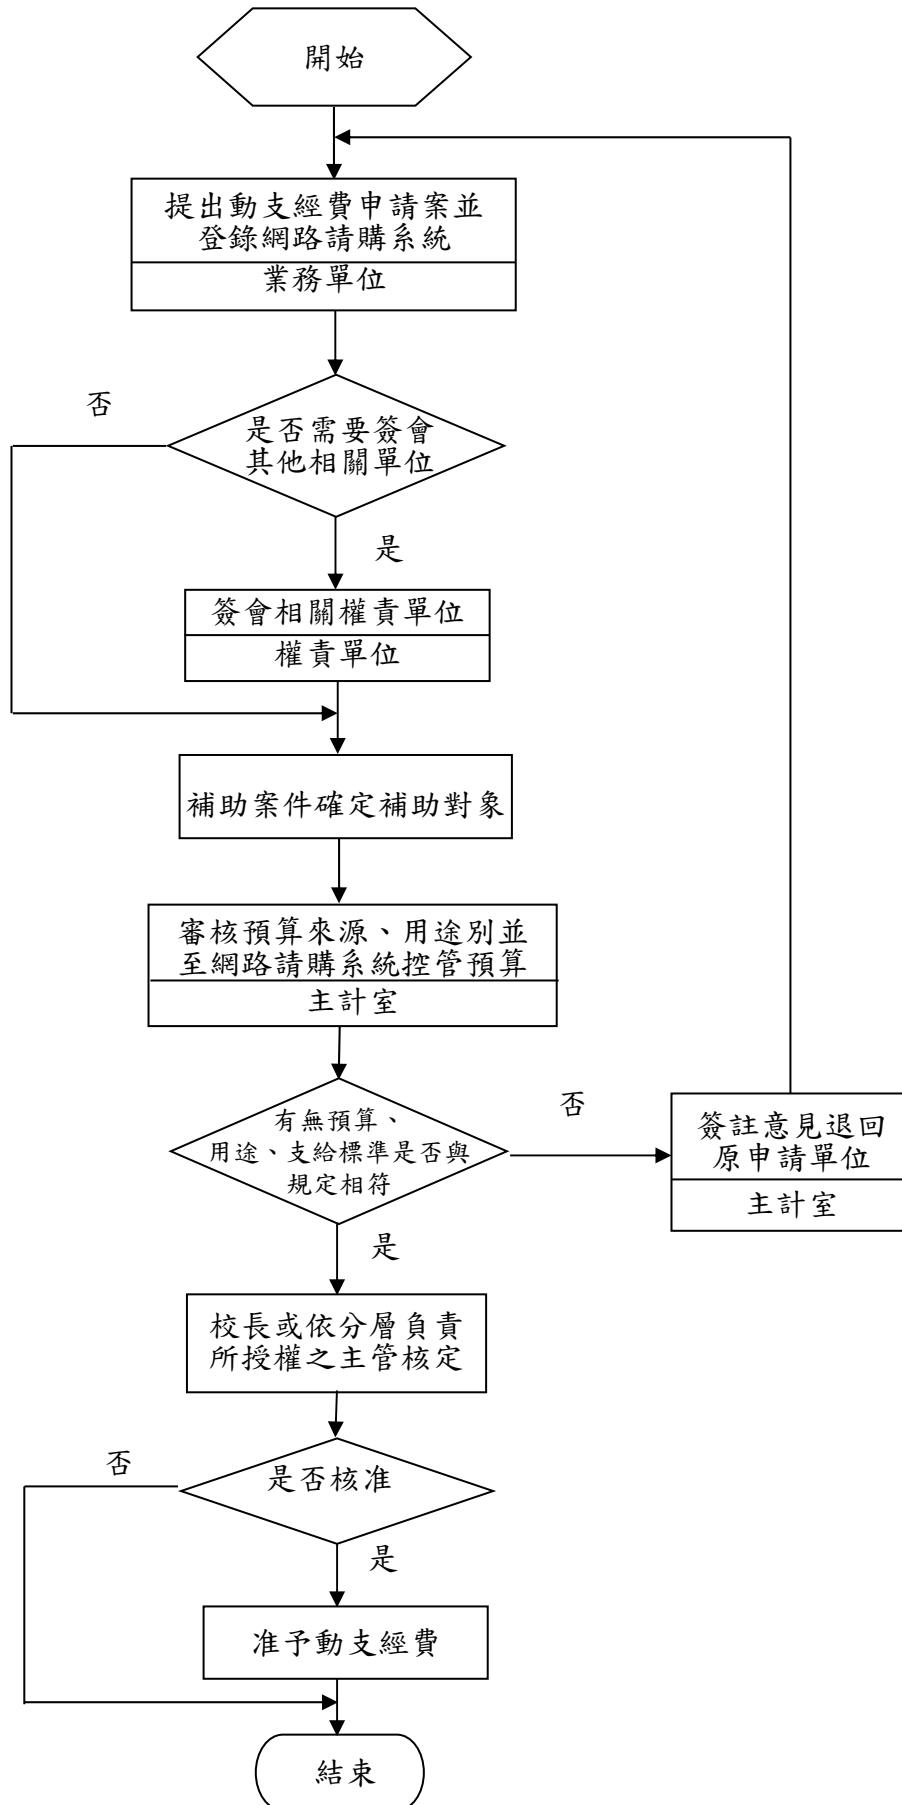 開始
提出動支經費申請案並
登錄網路請購系統
業務單位
否
是否需要簽會
其他相關單位
是
簽會相關權責單位
權責單位
補助案件確定補助對象
審核預算來源、用途別並
至網路請購系統控管預算
主計室
有無預算、
用途、支給標準是否與
規定相符
否
簽註意見退回
原申請單位
主計室
是
校長或依分層負責
所授權之主管核定
否
是否核准
是
准予動支經費
結束